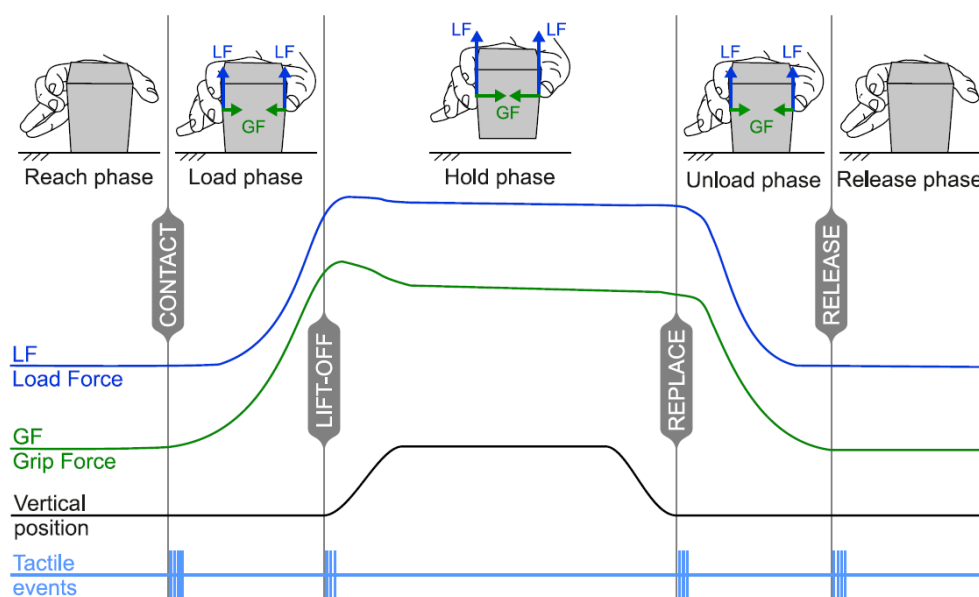 LF LF
GF
LF LF
GF
LF LF
GF
Reach phase
Load phase
Hold phase
Unload phase
Release phase
CONTACT
LIFT-OFF
REPLACE
RELEASE
LF
Load Force
GF
Grip Force
Vertical
position
Tactile
events